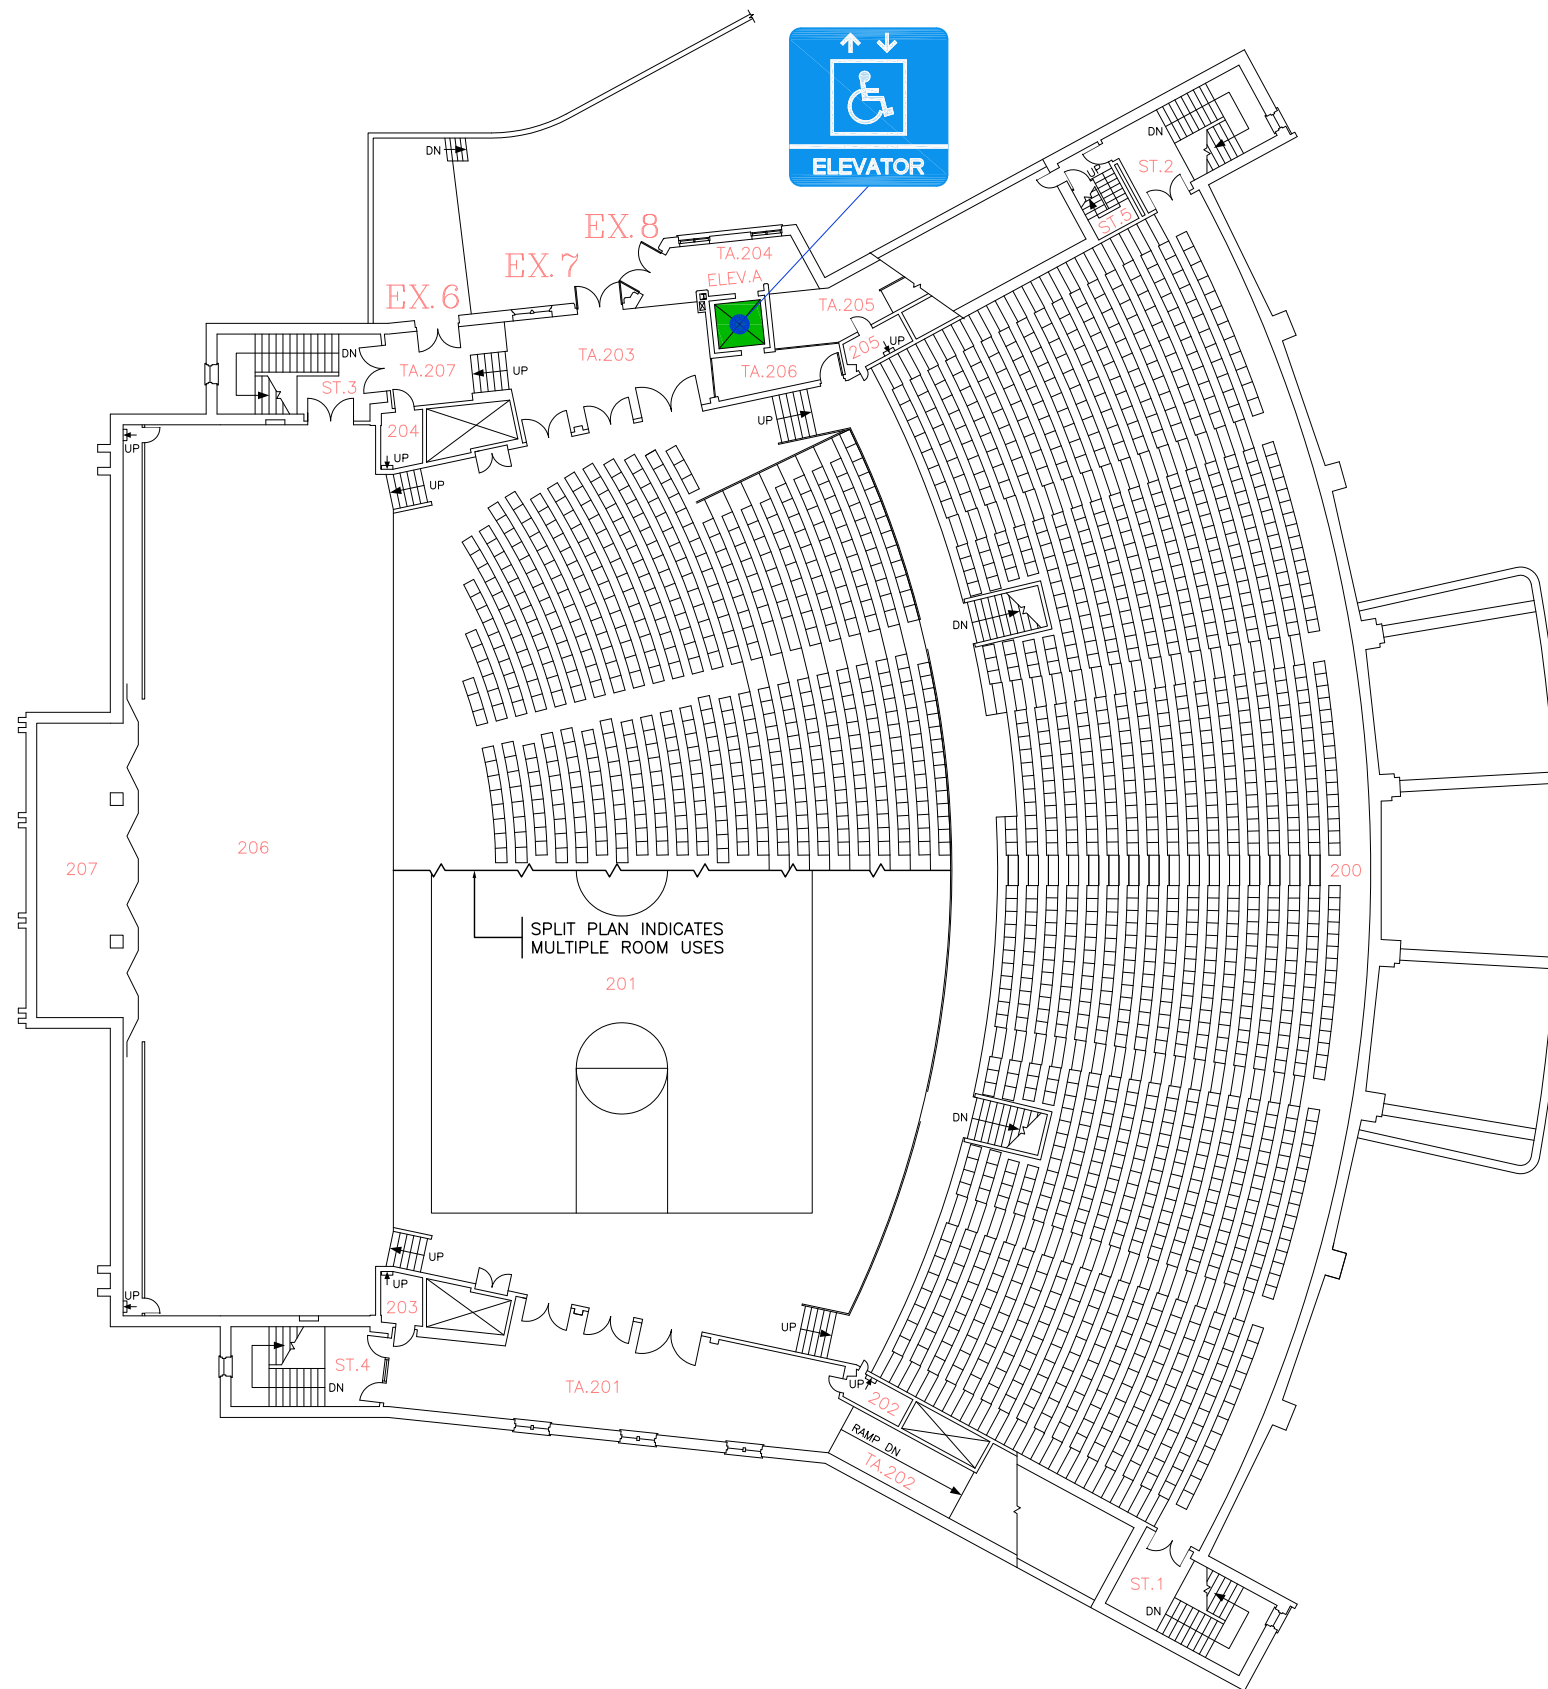 ELEVATOR
DN
DN
ST.2
UP
ST.5
EX.8
TA.204
EX.7
ELEV.A
EX.6
TA.205
DN
TA.203
205
UP
TA.207
UP
TA.206
ST.3
UP
204
UP
UP
UP
DN
206
207
200
SPLIT PLAN INDICATES
MULTIPLE ROOM USES
201
DN
UP
UP
UP
203
UP
ST.4
DN
TA.201
UP
202
RAMP DN
TA.202
ST.1
DN